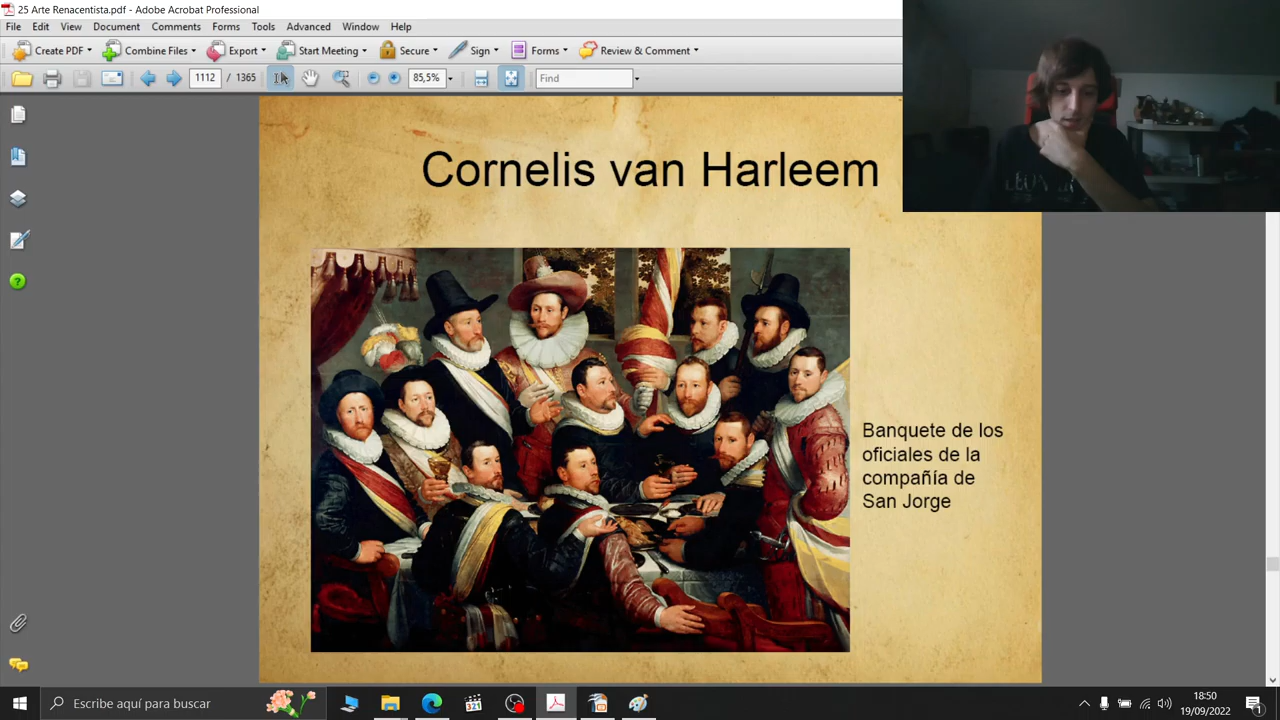 25 Arte Renacentista.pdf - Adobe Acrobat Professional
File Edit View Document Comments Forms Tools Advanced Window Help
Create PDF Combine Files Export Start Meeting Secure Sign Forms Review & Comment
1112 / 1365 85,5% Find
Cornelis van Harleem
Banquete de los
oficiales de la
compañía de
San Jorge
Escribe aquí para buscar
321
18:50
19/09/2022
1